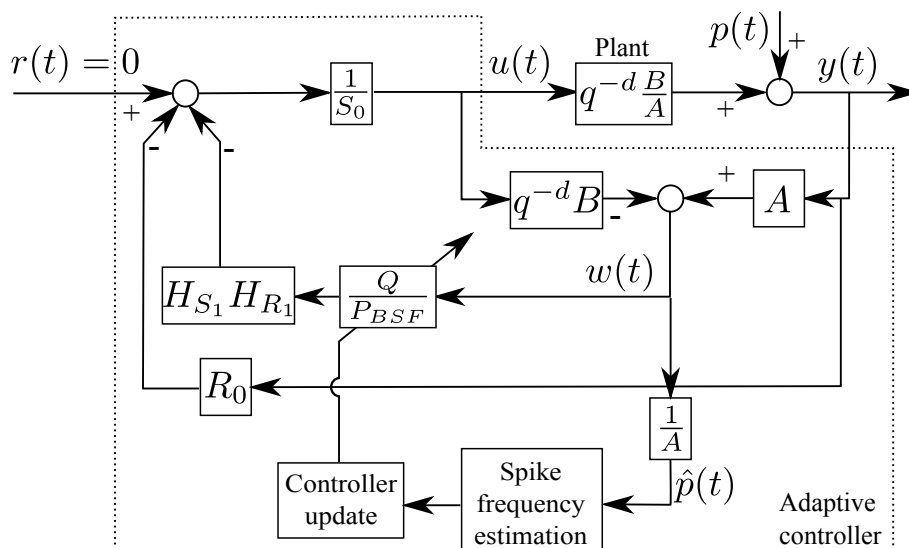 Plant
p(t)
+
r(t) = 0
u(t)
y(t)
+
1/S_0
q^{-d} B/A
+
-
-
q^{-d}B
-
+
A
w(t)
H_{S_1}H_{R_1}
Q/P_{BSF}
R_0
1/A
p̂(t)
Controller
update
Spike
frequency
estimation
Adaptive
controller